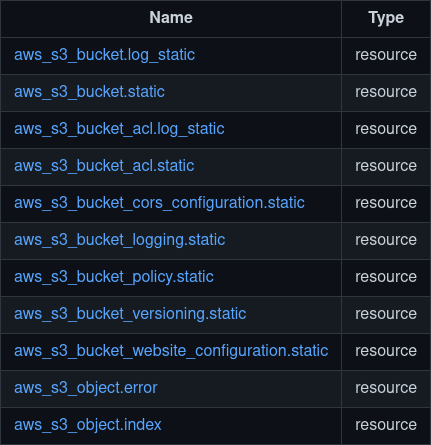 Name Type
aws_s3_bucket.log_static resource
aws_s3_bucket.static resource
aws_s3_bucket_acl.log_static resource
aws_s3_bucket_acl.static resource
aws_s3_bucket_cors_configuration.static resource
aws_s3_bucket_logging.static resource
aws_s3_bucket_policy.static resource
aws_s3_bucket_versioning.static resource
aws_s3_bucket_website_configuration.static resource
aws_s3_object.error resource
aws_s3_object.index resource